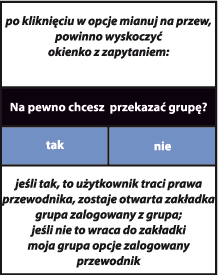 po kliknięciu w opcje mianuj na przew,
powinno wyskoczyć
okienko z zapytaniem:
Na pewno chcesz przekazać grupę?
tak
nie
jeśli tak, to użytkownik traci prawa
przewodnika, zostaje otwarta zakładka
grupa zalogowany z grupa;
jeśli nie to wraca do zakładki
moja grupa opcje zalogowany
przewodnik